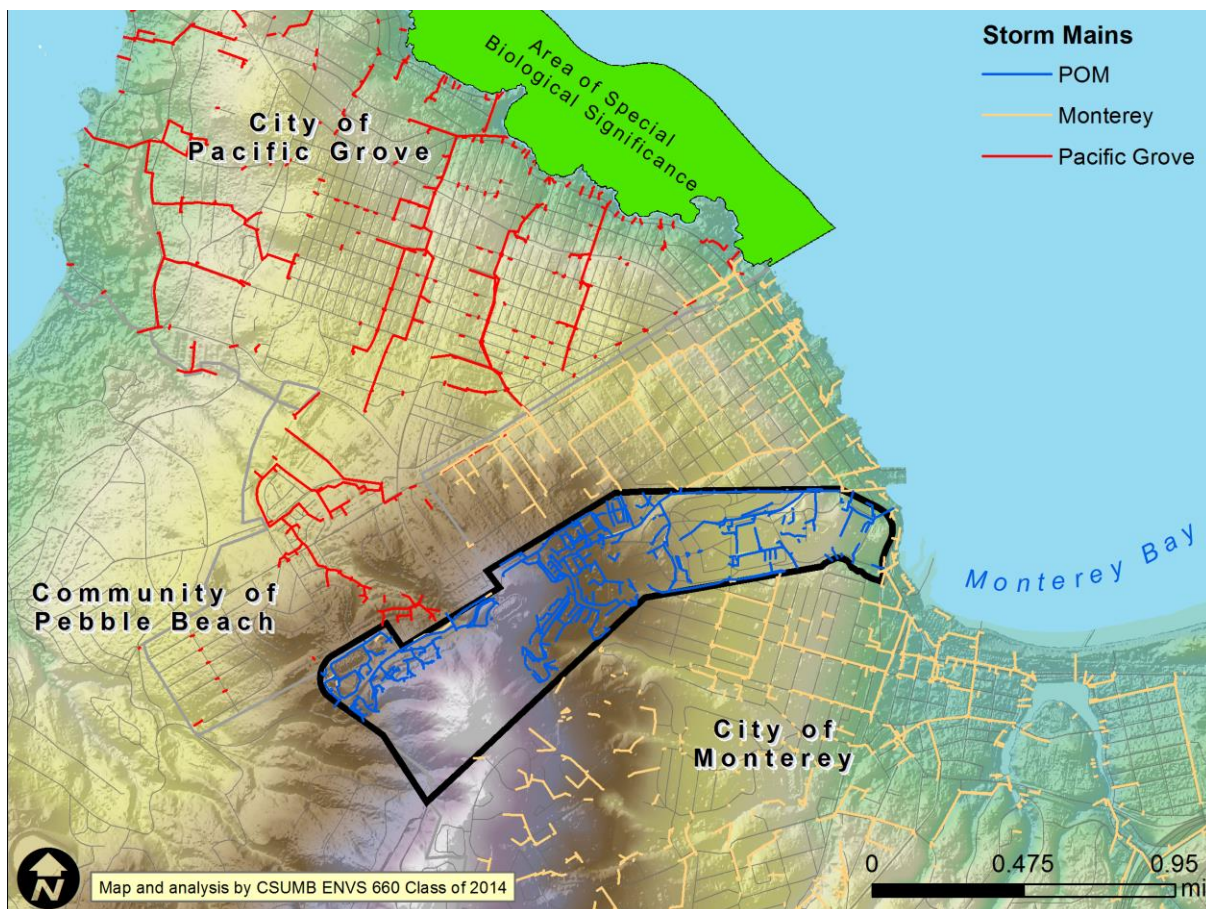 Storm Mains
POM
Monterey
Pacific Grove
Area of Special
Biological Significance
City of
Pacific Grove
Monterey Bay
Community of
Pebble Beach
City of
Monterey
N
Map and analysis by CSUMB ENVS 660 Class of 2014
0 0.475 0.95
mi